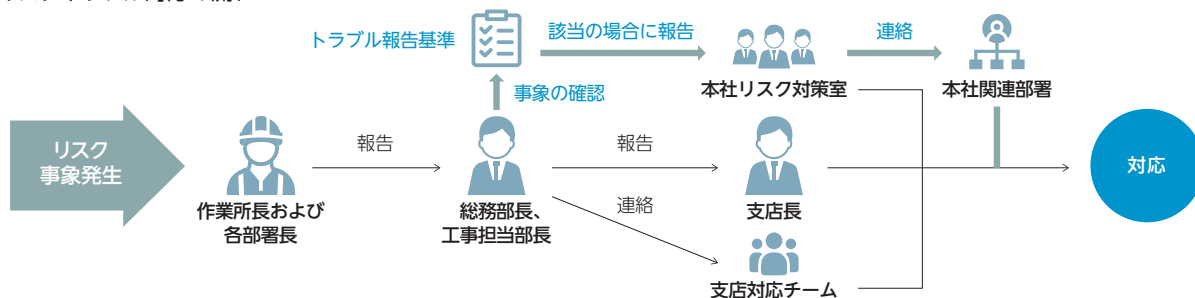 トラブル報告基準
該当の場合に報告
連絡
事象の確認
本社リスク対策室
本社関連部署
リスク
事象発生
報告
報告
対応
作業所長および
各部署長
総務部長、
工事担当部長
連絡
支店長
支店対応チーム